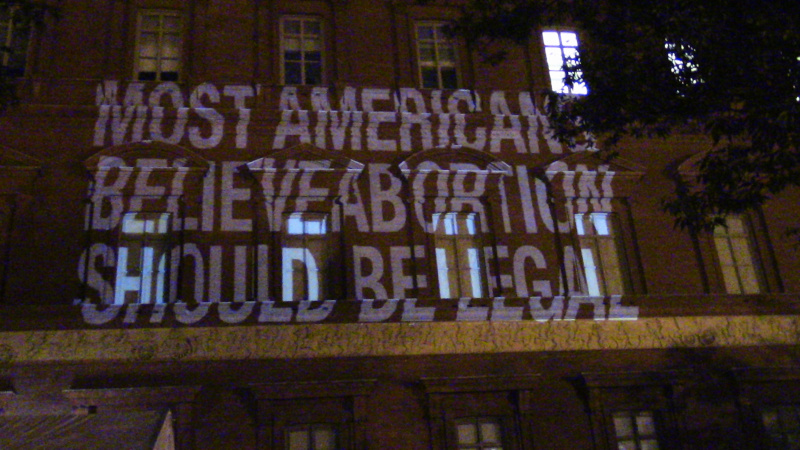 MOST AMERICANS
BELIEVE ABORTION
SHOULD BE LEGAL